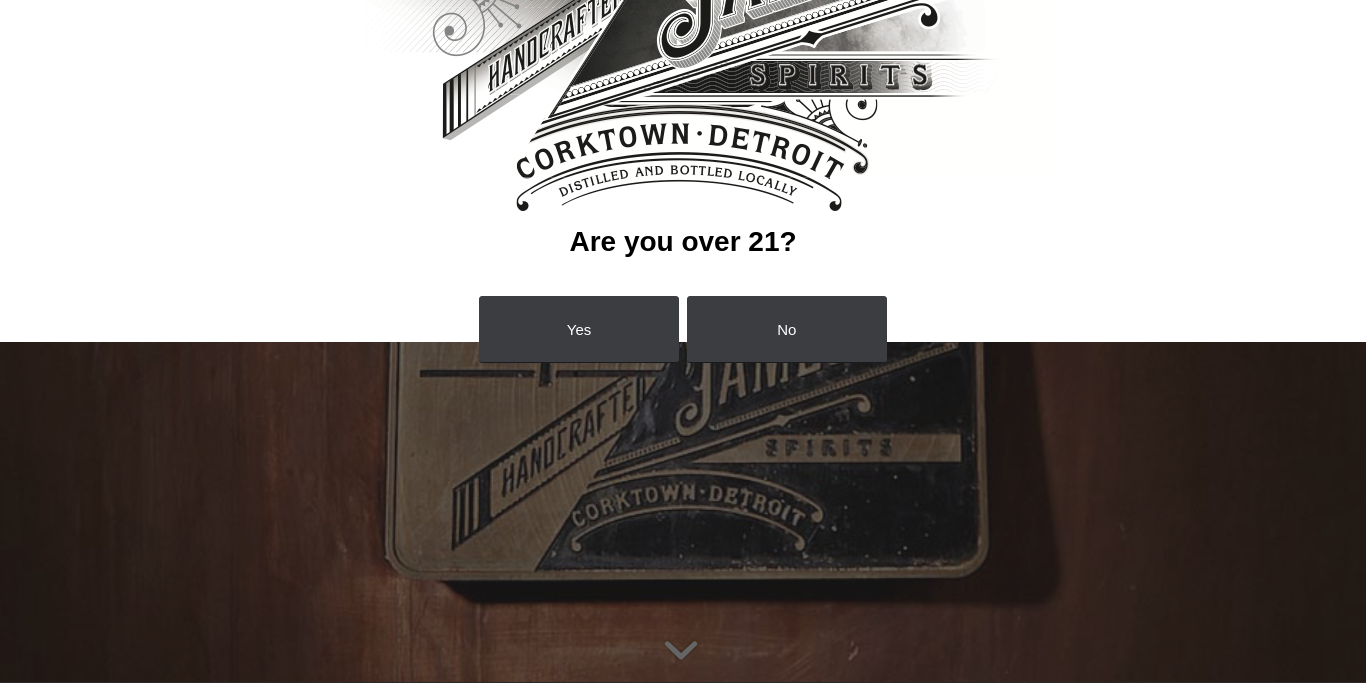 HANDCRAFTED
SPIRITS
CORKTOWN·DETROIT
DISTILLED AND BOTTLED LOCALLY
Are you over 21?
Yes
No
JAMES
HANDCRAFTED
SPIRITS
CORKTOWN·DETROIT